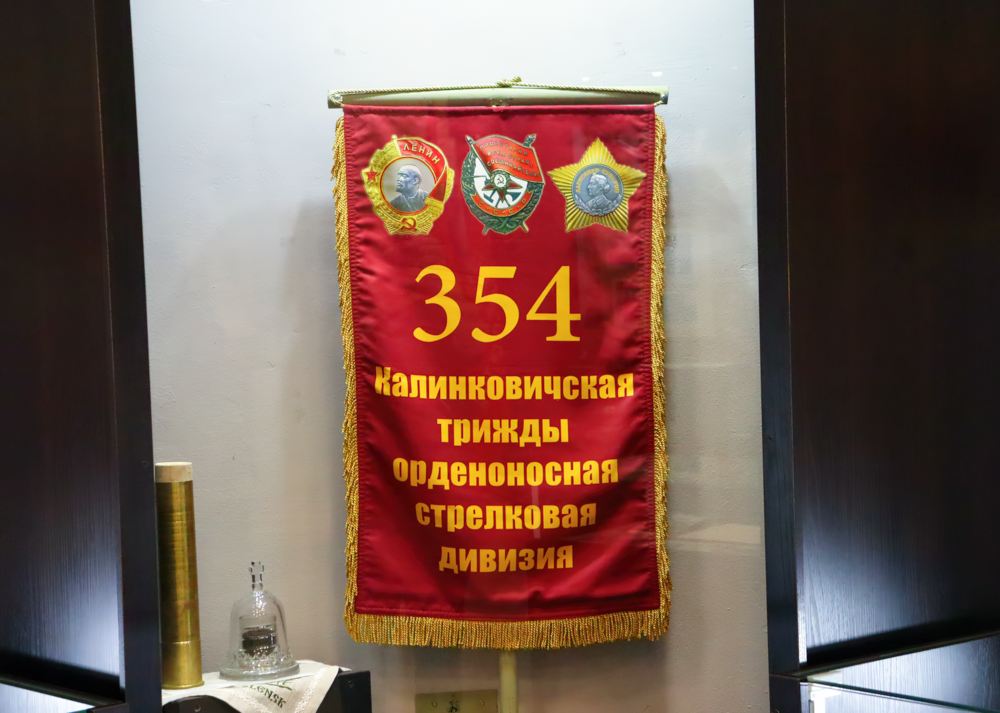 ЛЕНИН
354
Калинковичская
трижды
орденоносная
стрелковая
дивизия